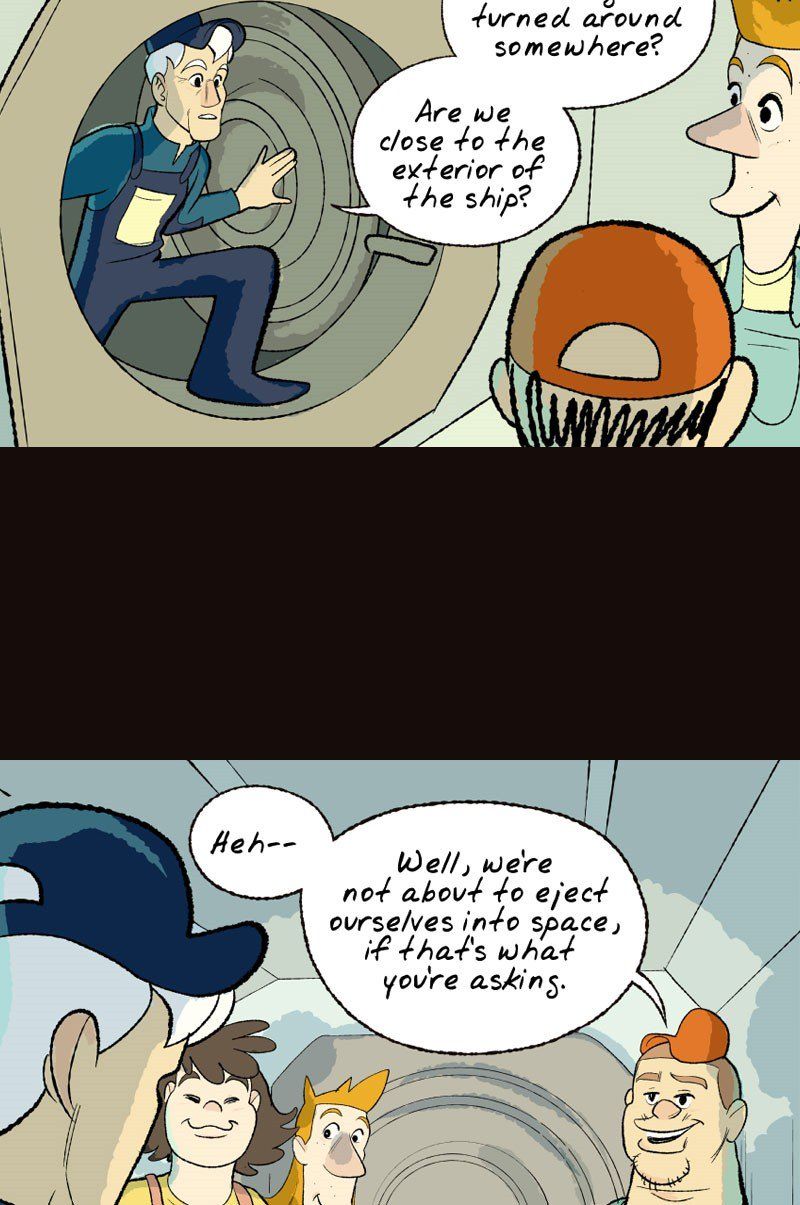 turned around
somewhere?
Are we
close to the
exterior of
the ship?
Heh--
Well, we're
not about to eject
ourselves into space,
if that's what
you're asking.